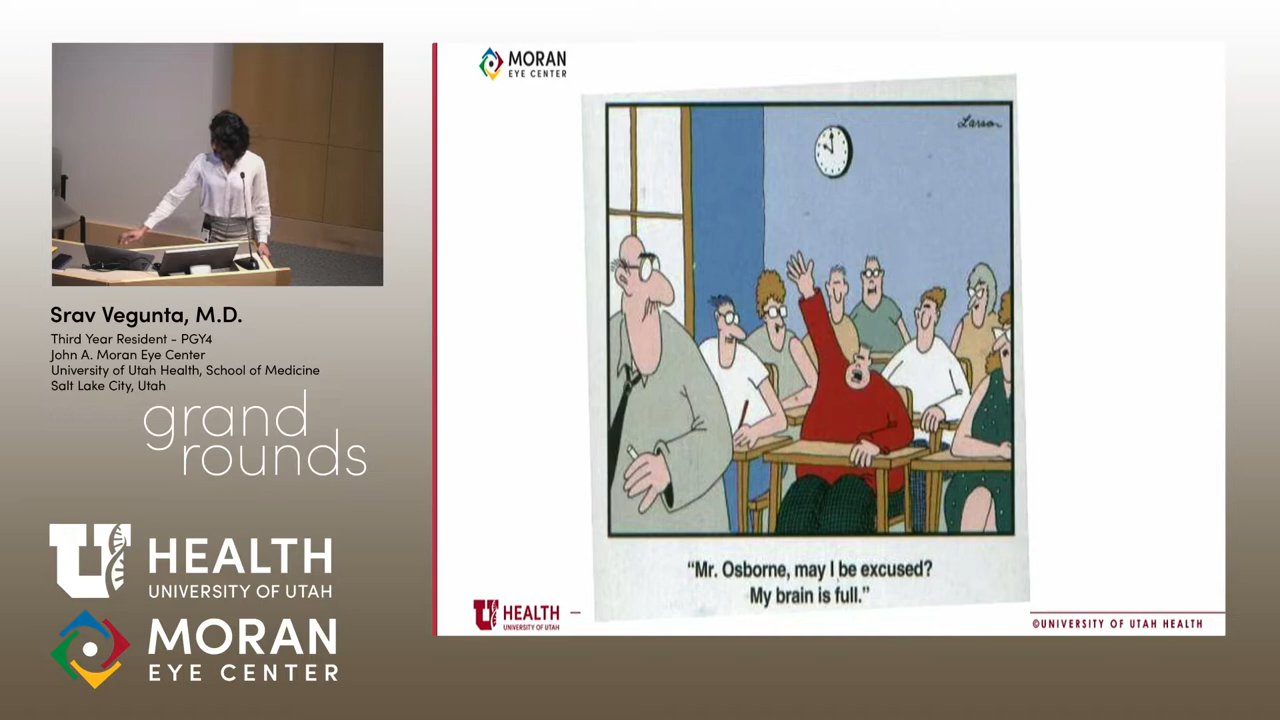 Srav Vegunta, M.D.
Third Year Resident - PGY4
John A. Moran Eye Center
University of Utah Health, School of Medicine
Salt Lake City, Utah
grand
rounds
U HEALTH
UNIVERSITY OF UTAH
MORAN
EYE CENTER
MORAN
EYE CENTER
Larson
"Mr. Osborne, may I be excused?
My brain is full."
U HEALTH
UNIVERSITY OF UTAH
©UNIVERSITY OF UTAH HEALTH